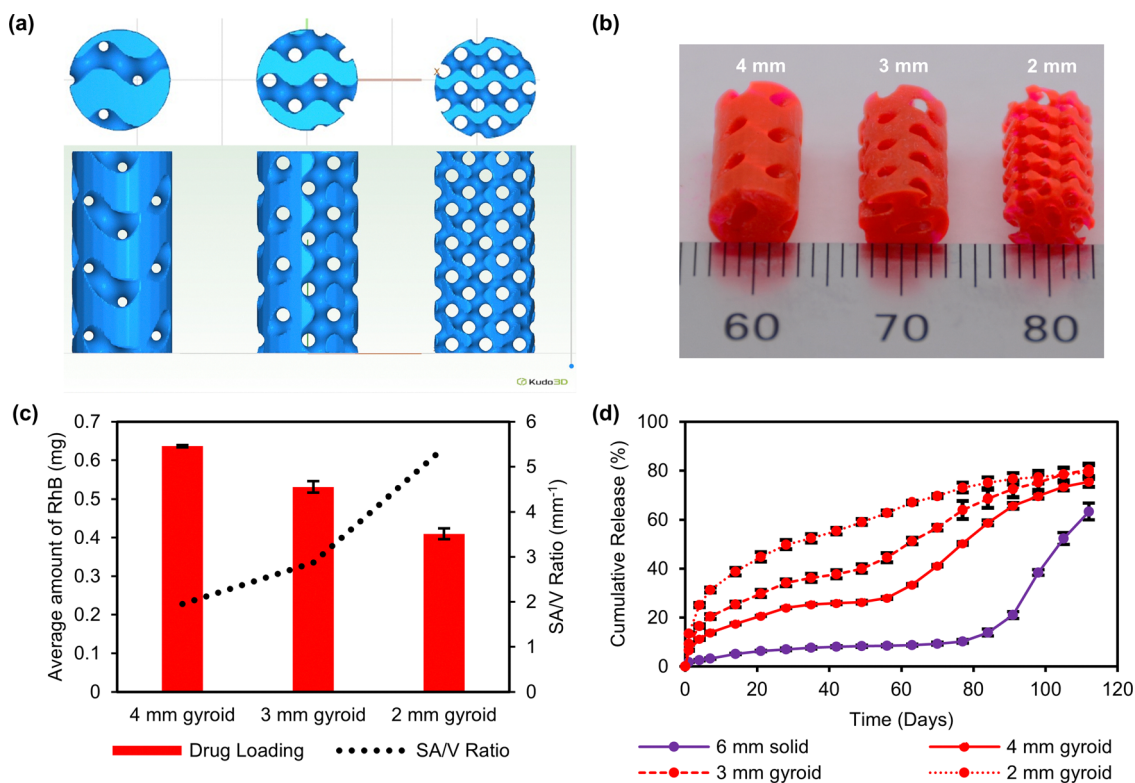 (a)
X
Kudo3D
(b)
4 mm
3 mm
2 mm
60
70
80
(c)
Average amount of RhB (mg)
0.7
0.6
0.5
0.4
0.3
0.2
0.1
0
6
5
4
3
2
1
0
SA/V Ratio (mm⁻¹)
4 mm gyroid
3 mm gyroid
2 mm gyroid
Drug Loading
SA/V Ratio
(d)
Cumulative Release (%)
100
80
60
40
20
0
0
20
40
60
80
100
120
Time (Days)
6 mm solid
4 mm gyroid
3 mm gyroid
2 mm gyroid